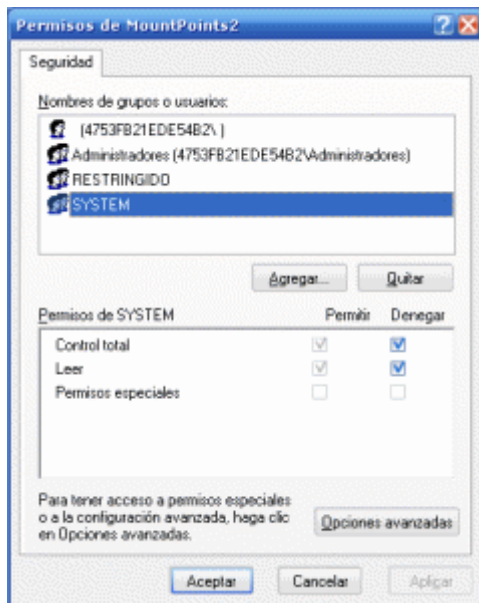 Permisos de MountPoints2
Seguridad
Nombres de grupos o usuarios:
(4753FB21EDE54B2\ )
Administradores (4753FB21EDE54B2\Administradores)
RESTRINGIDO
SYSTEM
Agregar... Quitar
Permisos de SYSTEM Permitir Denegar
Control total
Leer
Permisos especiales
Para tener acceso a permisos especiales
o a la configuración avanzada, haga clic
en Opciones avanzadas.
Opciones avanzadas
Aceptar Cancelar Aplicar